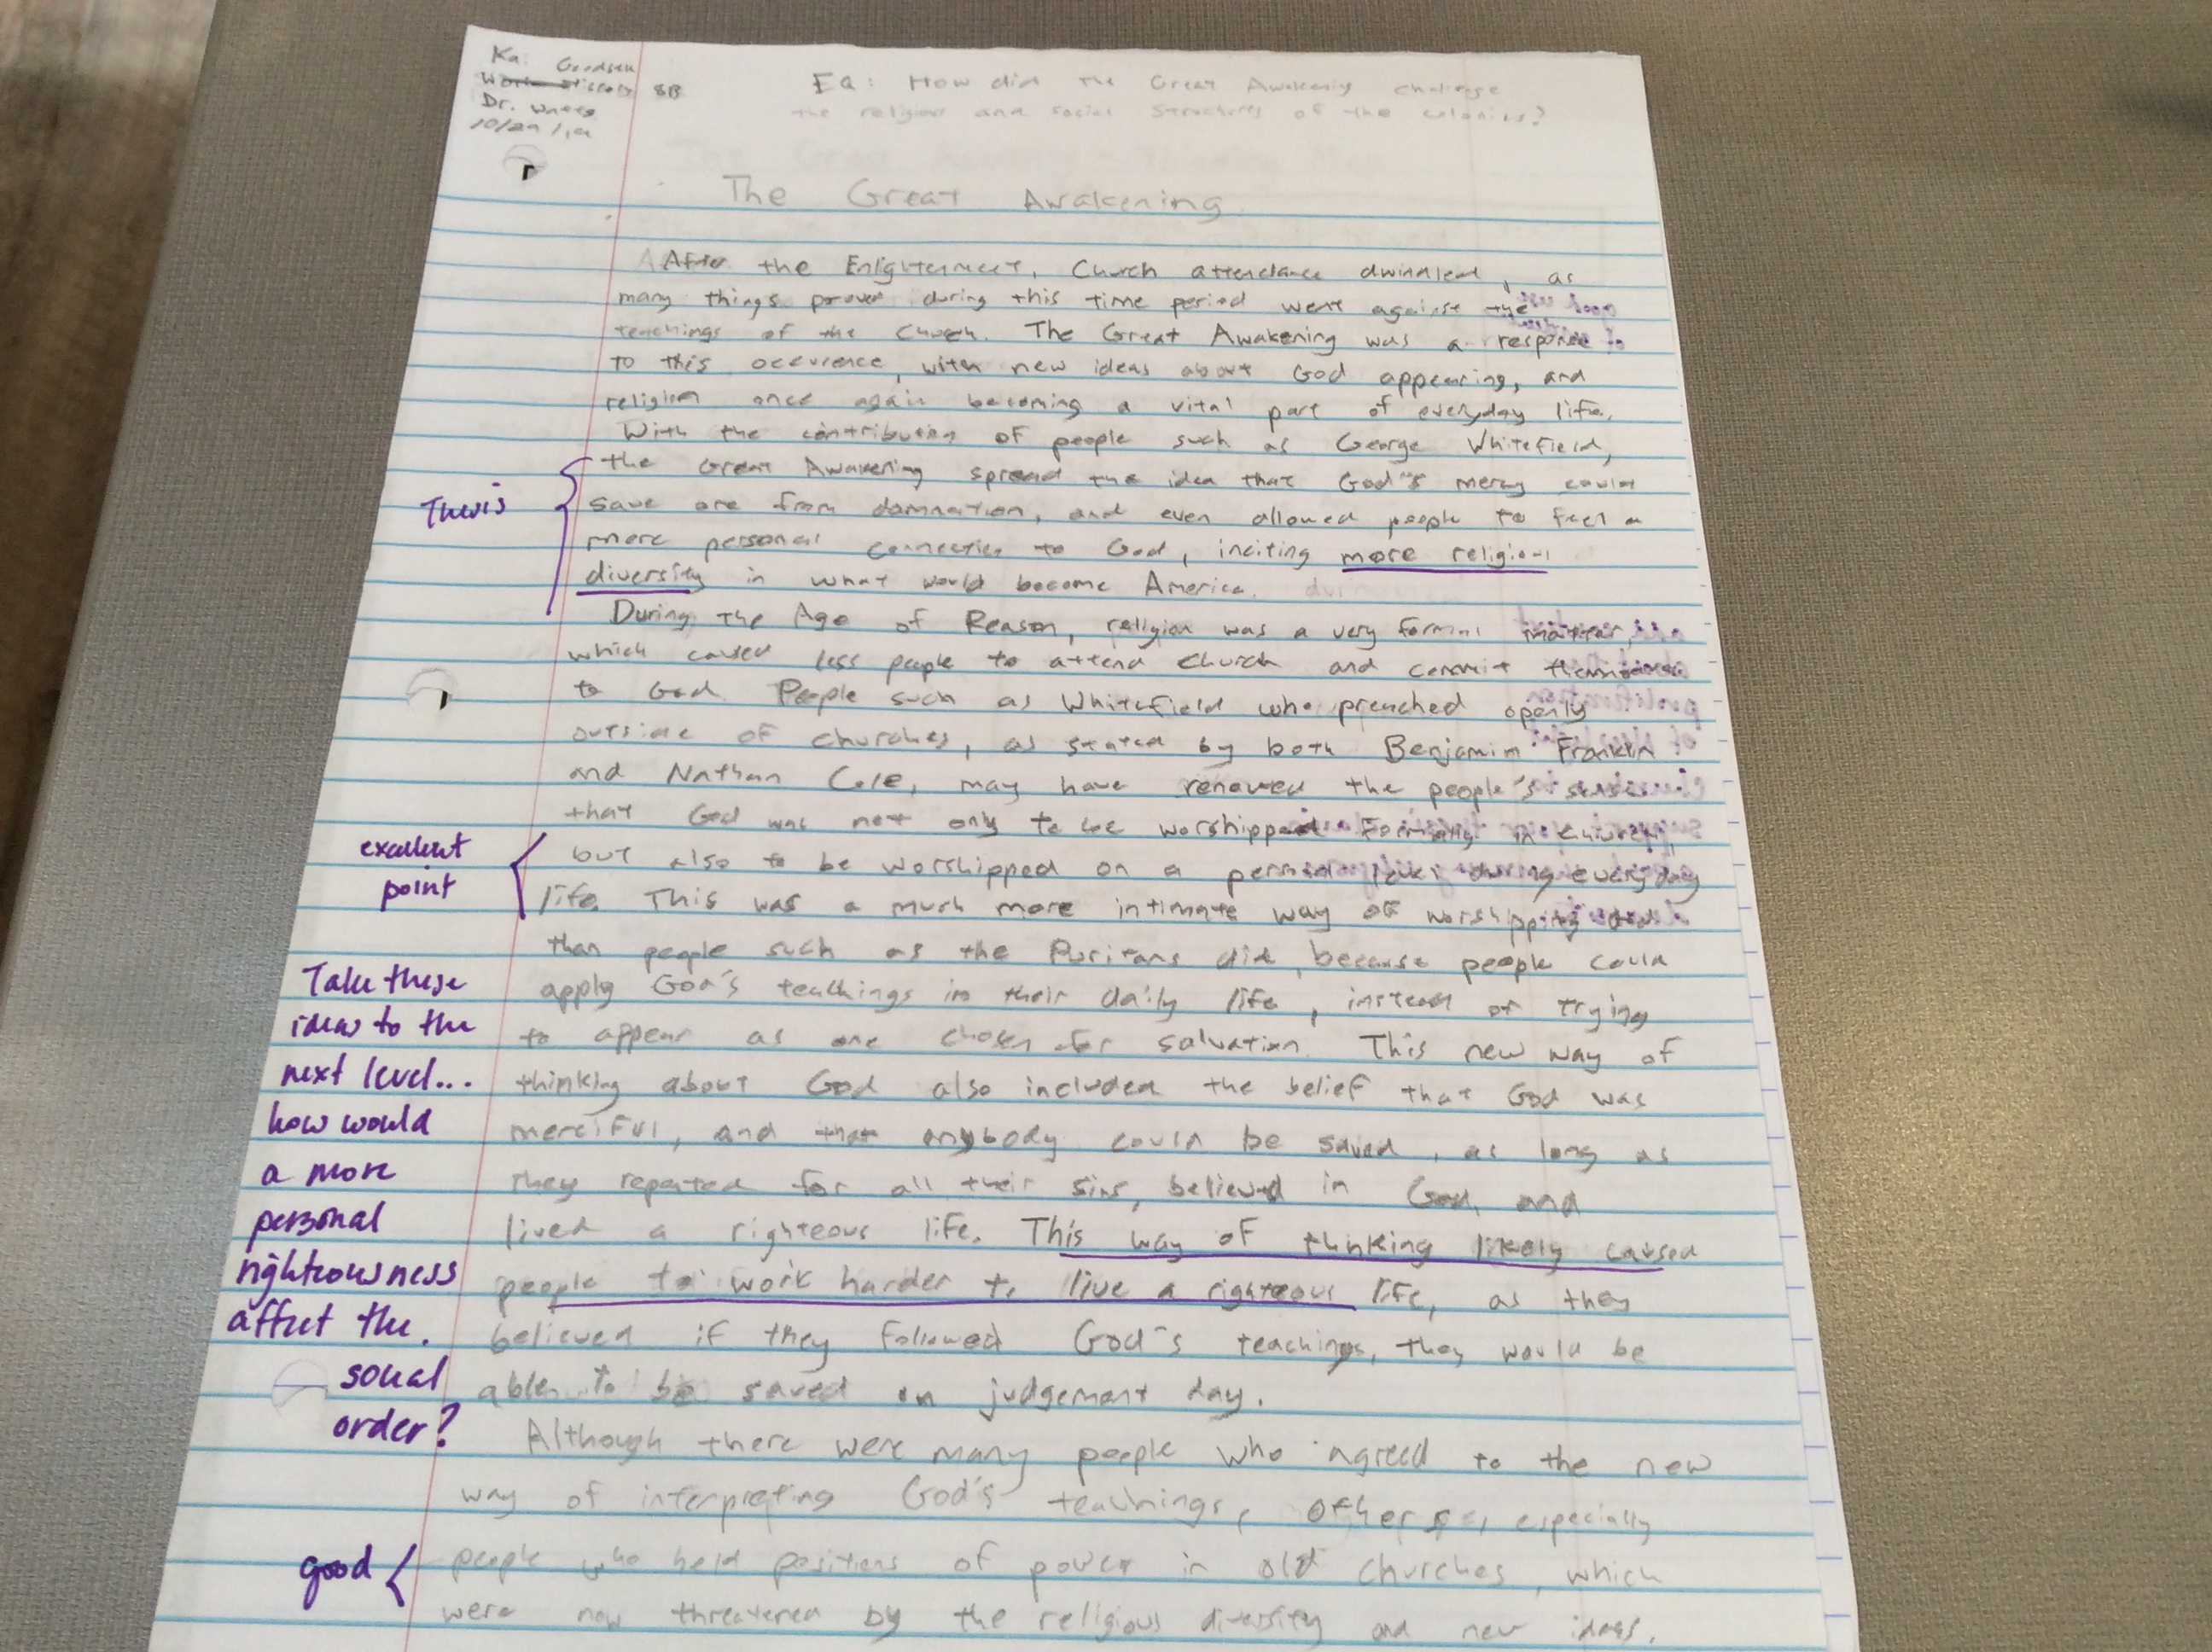 Kai Goodsen
World History 8B
Dr. 
10/29
EQ: How did the Great Awakening challenge
the religious and social structures of the colonies?
The Great Awakening
After the Enlightenment, Church attendance dwindled, as
many things proven during this time period went against the
teachings of the Church. The Great Awakening was a response
to this occurence, with new ideas about God appearing, and
religion once again becoming a vital part of everyday life.
With the contribution of people such as George Whitefield,
the Great Awakening spread the idea that God's mercy could
save one from damnation, and even allowed people to feel a
more personal connection to God, inciting more religious
diversity in what would become America.
Thesis
During the Age of Reason, religion was a very formal matter,
which caused less people to attend church and commit themselves
to God. People such as Whitefield who preached openly
outside of churches, as stated by both Benjamin Franklin
and Nathan Cole, may have renewed the people's sense
that God was not only to be worshipped formally in church,
but also to be worshipped on a personal level during everyday
life. This was a much more intimate way of worshipping God
excellent
point
than people such as the Puritans did, because people could
apply God's teachings in their daily life, instead of trying
to appear as one chosen for salvation. This new way of
thinking about God also included the belief that God was
merciful, and that anybody could be saved, as long as
they repented for all their sins, believed in God, and
lived a righteous life. This way of thinking likely caused
people to work harder to live a righteous life, as they
believed if they followed God's teachings, they would be
able to be saved on judgement day.
Take these
ideas to the
next level...
how would
a more
personal
righteousness
affect the
social
order?
Although there were many people who agreed to the new
way of interpreting God's teachings, others, especially
people who held positions of power in old churches, which
were now threatened by the religious diversity and new ideas.
good